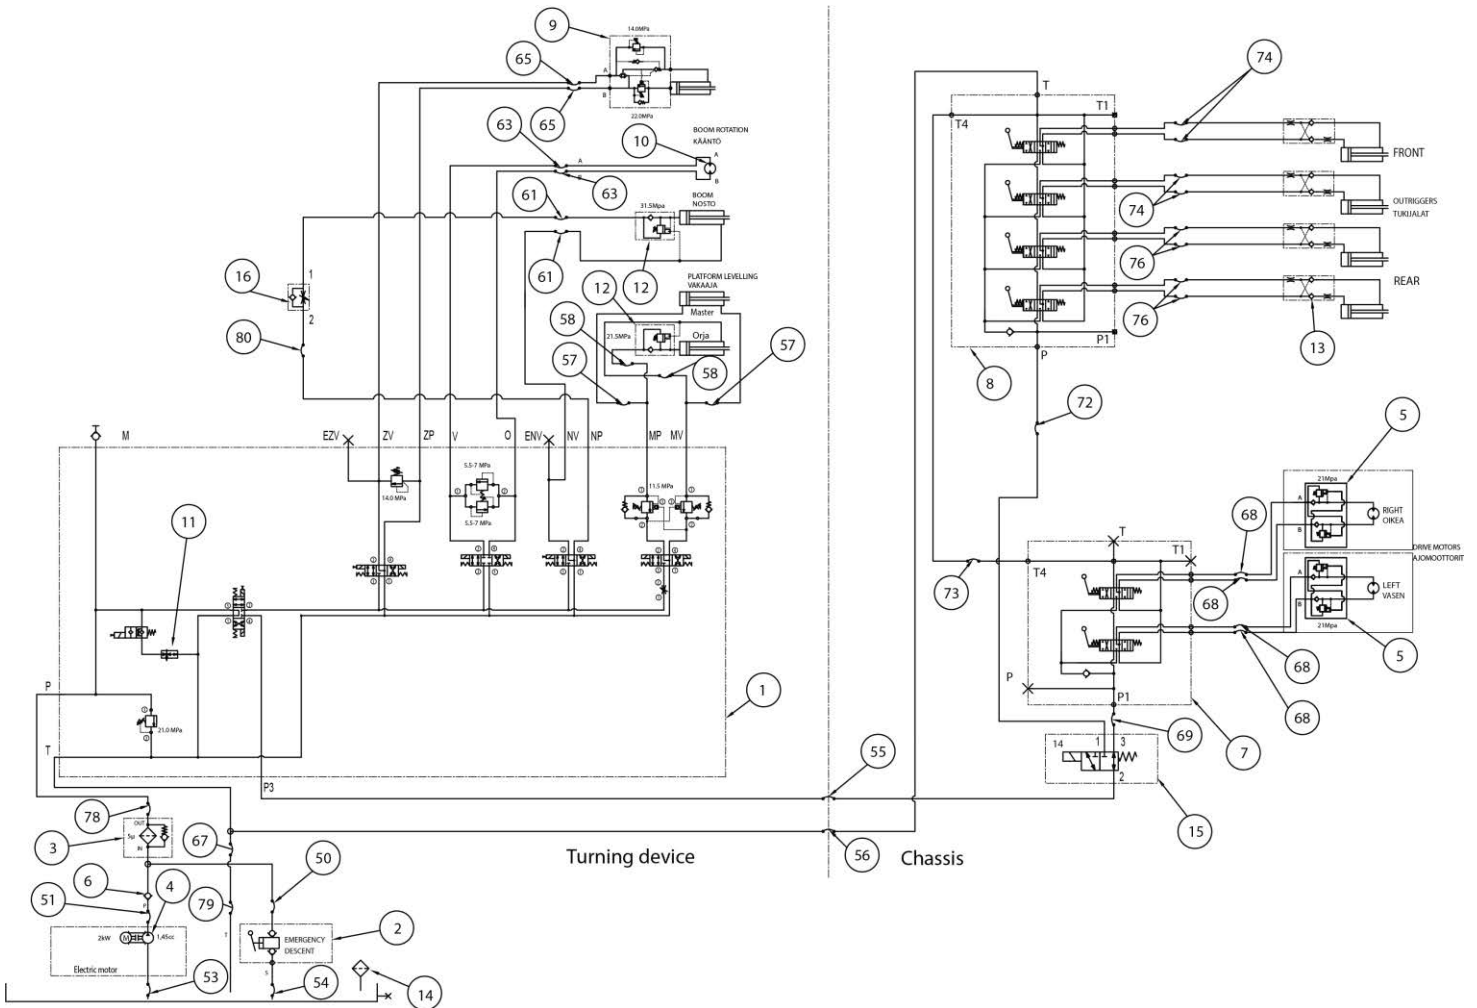 9
14.0MPa
65
A
B
22.0MPa
65
63
10
BOOM ROTATION
KÄÄNTÖ
A
B
A
B
63
61
BOOM
NOSTO
31.5Mpa
61
12
12
16
1
2
80
PLATFORM LEVELLING
VAKAAJA
Master
Orja
21.5MPa
58
57
58
57
T
M
EZV
ZV
ZP
V
O
ENV
NV
NP
MP
MV
14.0 MPa
5.5-7 MPa
5.5-7 MPa
11.5 MPa
11
P
21.0 MPa
T
1
P3
78
OUT
5µ
IN
3
67
6
4
51
P
79
T
2kW
M
1,45cc
Electric motor
53
50
EMERGENCY
DESCENT
2
S
54
14
Turning device
Chassis
55
56
T
T1
T4
P1
P
8
74
74
76
76
FRONT
OUTRIGGERS
TUKIJALAT
REAR
13
72
73
T
T1
T4
P
P1
7
68
68
68
68
69
14
1
3
2
15
5
21Mpa
A
B
RIGHT
OIKEA
DRIVE MOTORS
AJOMOOTTORIT
A
B
LEFT
VASEN
21Mpa
5